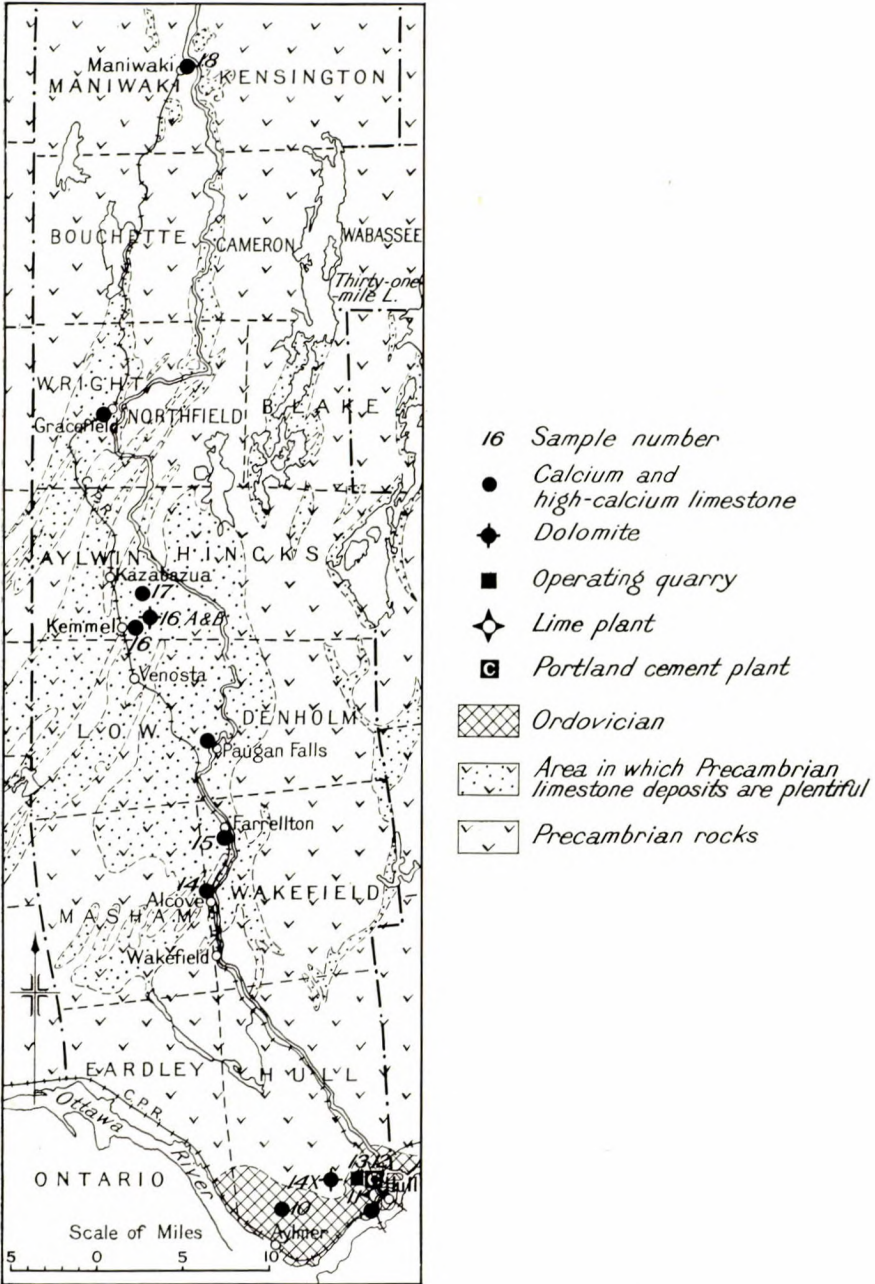 Maniwaki 18
MANIWAKI KENSINGTON
BOUCHETTE CAMERON WABASSEE
Thirty-one
mile L.
WRIGHT
BLAKE
Gracefield NORTHFIELD
C.P.R.
AYLWIN HINCKS
Kazabazua
17
16 A&B
Kemmel
16
Venosta
LOW DENHOLM
Paugan Falls
Farrellton
15
14 WAKEFIELD
Alcove
MASHAM
Wakefield
EARDLEY HULL
C.P.R.
Ottawa
River
ONTARIO
14X 13 12
Hull
11
10
Aylmer
Scale of Miles
5 0 5 10
16 Sample number
Calcium and
high-calcium limestone
Dolomite
Operating quarry
Lime plant
C Portland cement plant
Ordovician
Area in which Precambrian
limestone deposits are plentiful
Precambrian rocks